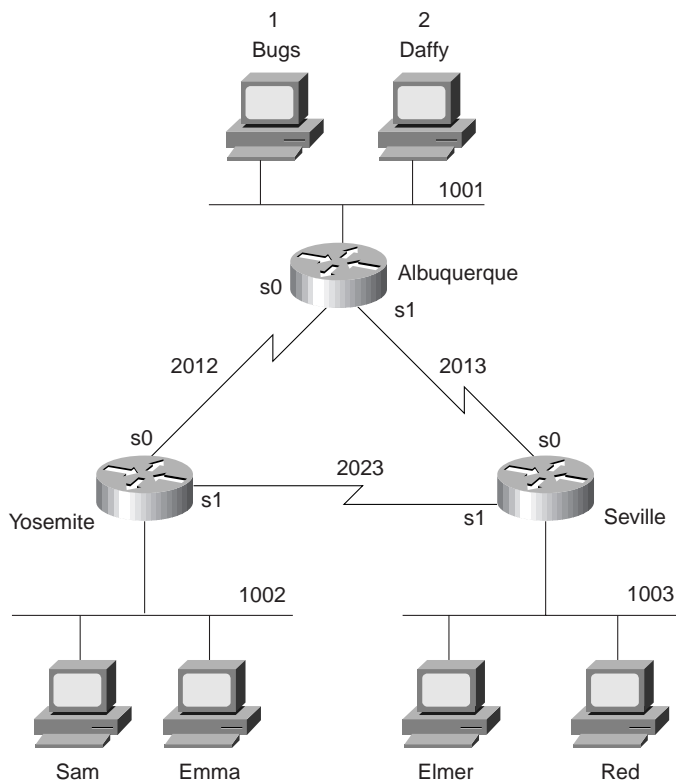 1 2
Bugs Daffy
1001
Albuquerque
s0
s1
2012 2013
s0 s0
2023
s1
s1
Yosemite Seville
1002 1003
Sam Emma Elmer Red